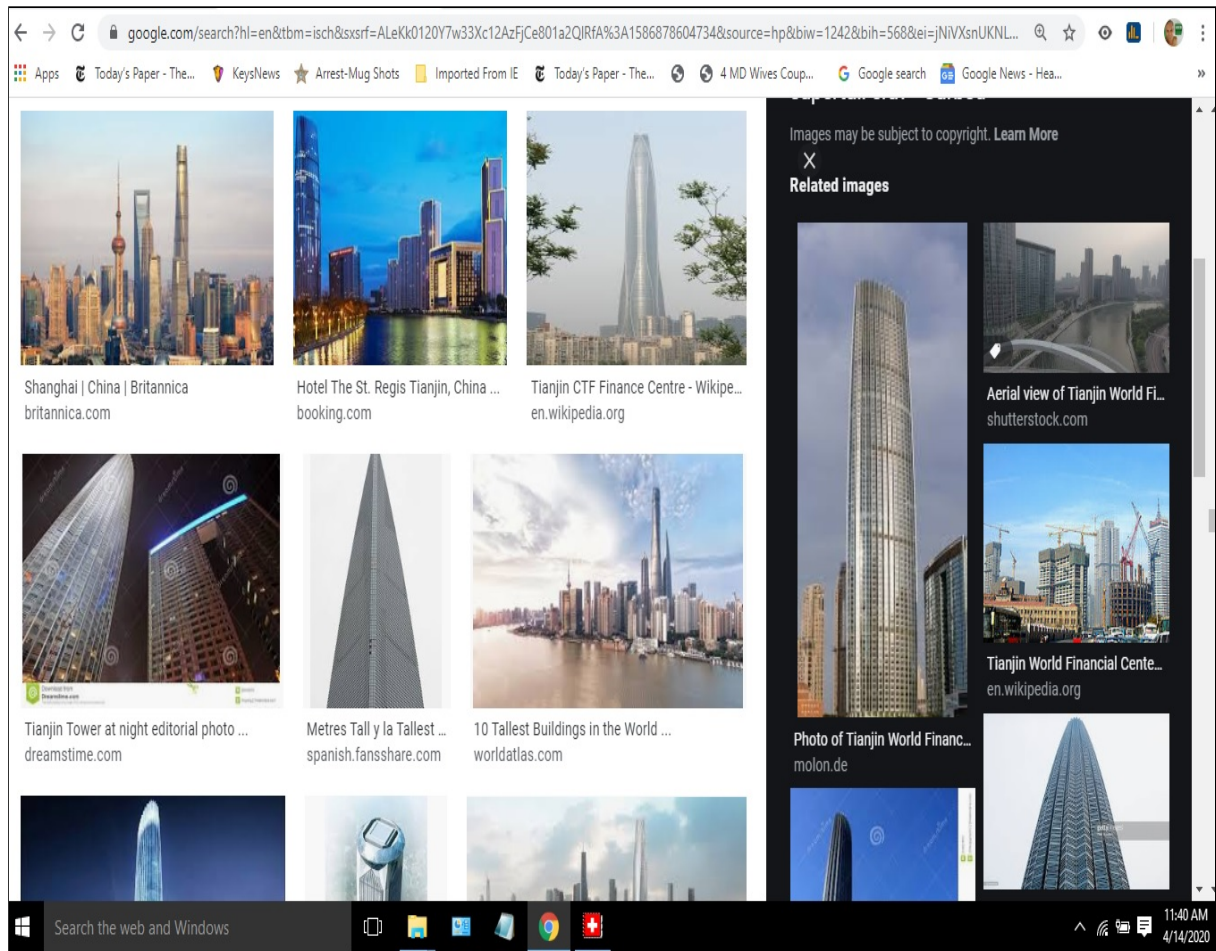 google.com/search?hl=en&tbm=isch&sxsrf=ALeKk0120Y7w33Xc12AzFjCe801a2QlRfA%3A1586878604734&source=hp&biw=1242&bih=568&ei=jNiVXsnUKNL...
Apps Today's Paper - The... KeysNews Arrest-Mug Shots Imported From IE Today's Paper - The... 4 MD Wives Coup... Google search Google News - Hea... »
Images may be subject to copyright. Learn More
X
Related images
Shanghai | China | Britannica
britannica.com
Hotel The St. Regis Tianjin, China ...
booking.com
Tianjin CTF Finance Centre - Wikipe...
en.wikipedia.org
Aerial view of Tianjin World Fi...
shutterstock.com
Tianjin World Financial Cente...
en.wikipedia.org
Download from
Dreamstime.com
Tianjin Tower at night editorial photo ...
dreamstime.com
Metres Tall y la Tallest ...
spanish.fansshare.com
10 Tallest Buildings in the World ...
worldatlas.com
Photo of Tianjin World Financ...
molon.de
Search the web and Windows
11:40 AM
4/14/2020